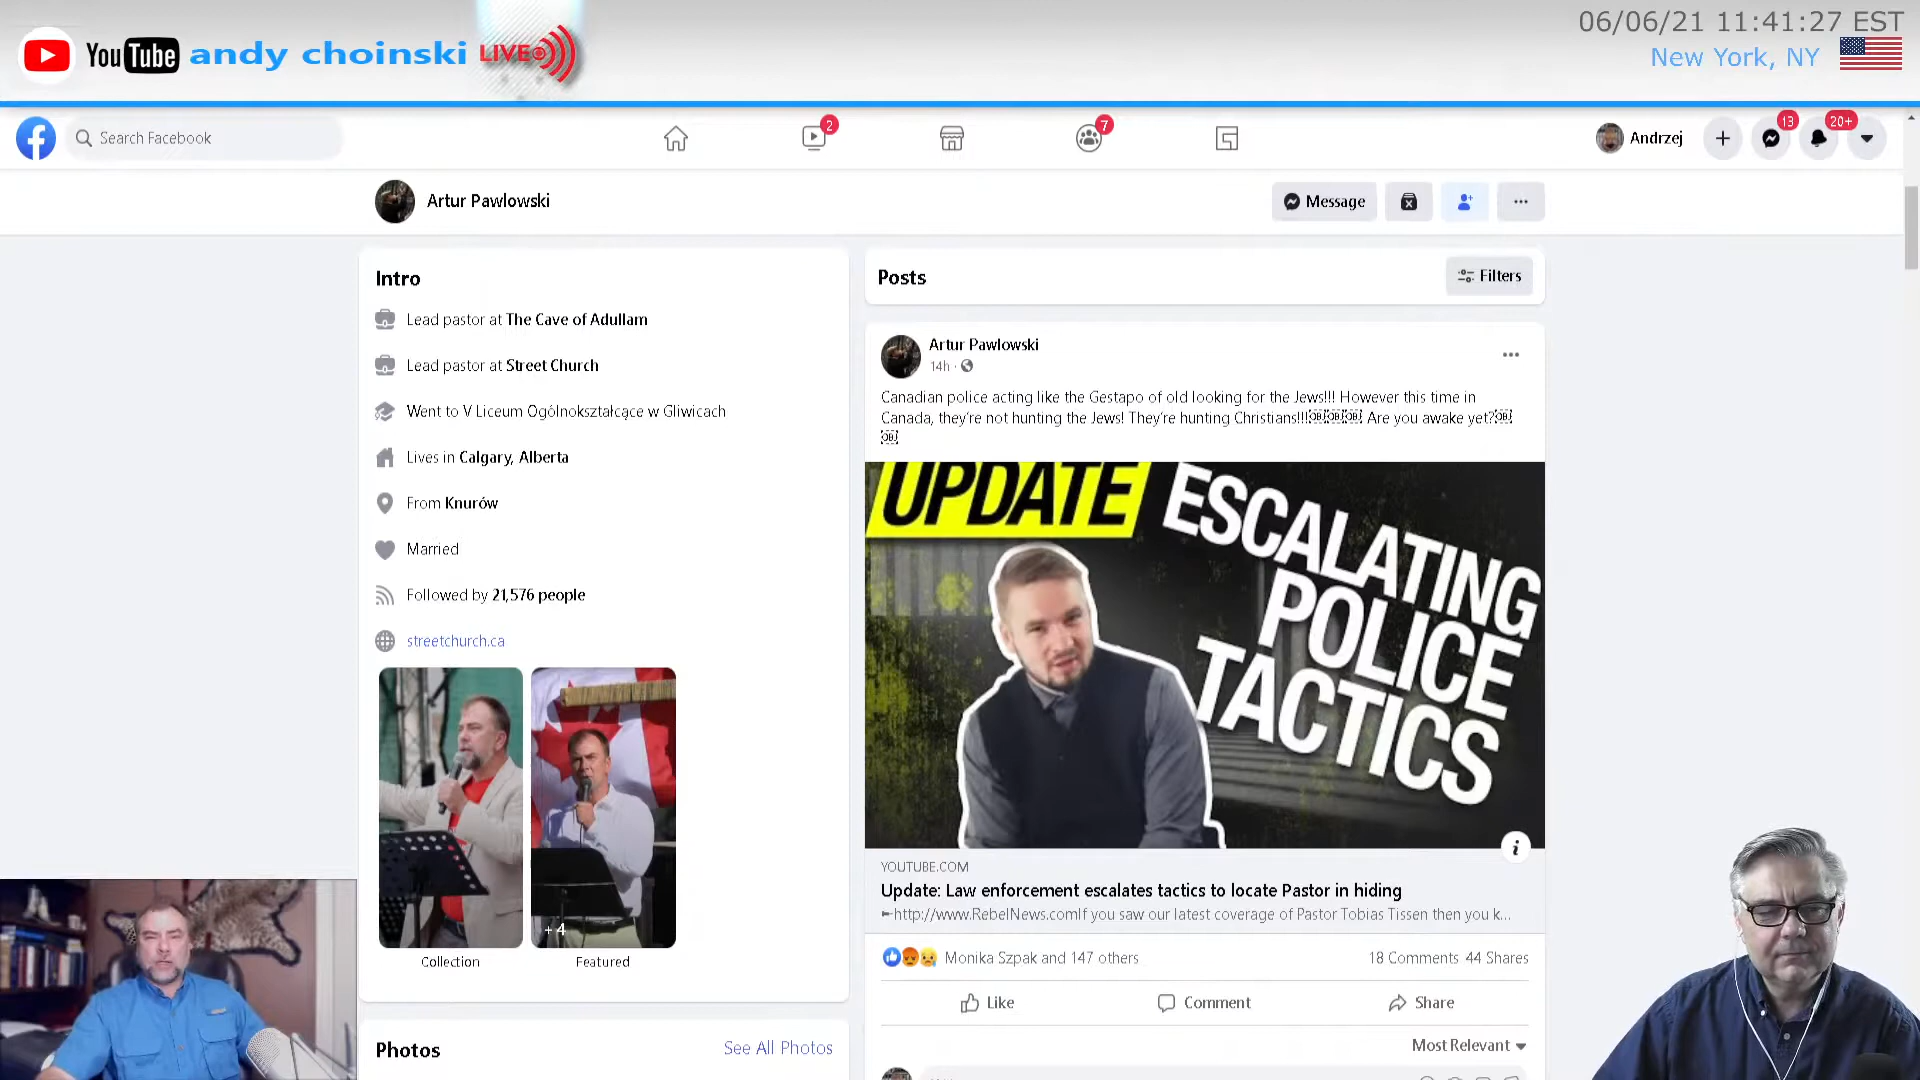 YouTube andy choinski LIVE
06/06/21 11:41:27 EST
New York, NY
Search Facebook
2
7
Andrzej
13
20+
Artur Pawlowski
Message
Intro
Lead pastor at The Cave of Adullam
Lead pastor at Street Church
Went to V Liceum Ogólnokształcące w Gliwicach
Lives in Calgary, Alberta
From Knurów
Married
Followed by 21,576 people
streetchurch.ca
+4
Collection
Featured
Photos
See All Photos
Posts
Filters
Artur Pawlowski
14h
Canadian police acting like the Gestapo of old looking for the Jews!!! However this time in
Canada, they're not hunting the Jews! They're hunting Christians!!! Are you awake yet?
UPDATE
ESCALATING
POLICE
TACTICS
YOUTUBE.COM
Update: Law enforcement escalates tactics to locate Pastor in hiding
http://www.RebelNews.comIf you saw our latest coverage of Pastor Tobias Tissen then you k...
Monika Szpak and 147 others
18 Comments 44 Shares
Like
Comment
Share
Most Relevant